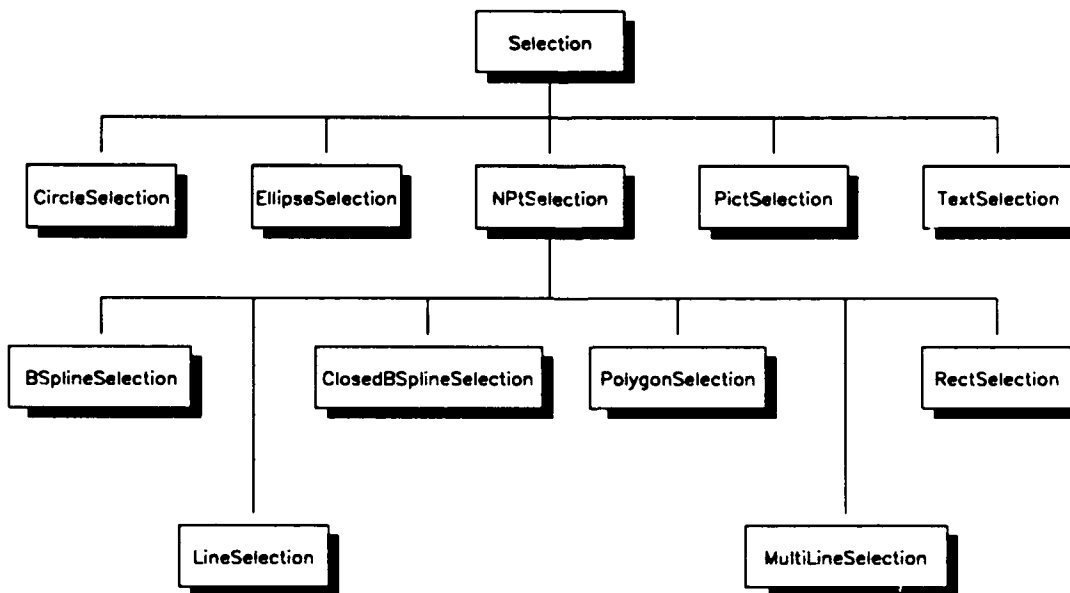 Selection
CircleSelection
EllipseSelection
NPtSelection
PictSelection
TextSelection
BSplineSelection
ClosedBSplineSelection
PolygonSelection
RectSelection
LineSelection
MultiLineSelection